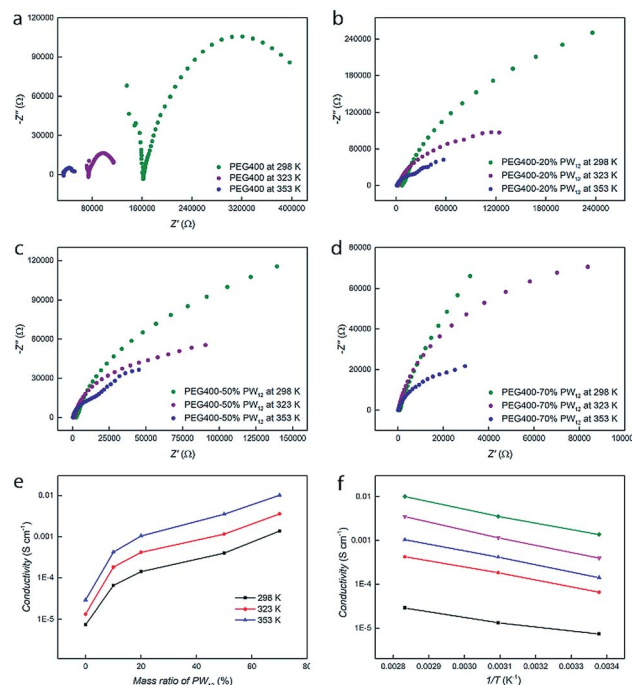 a
-Z″ (Ω)
120000
90000
60000
30000
0
PEG400 at 298 K
PEG400 at 323 K
PEG400 at 353 K
80000 160000 240000 320000 400000
Z′ (Ω)
b
-Z″ (Ω)
250000
200000
150000
100000
50000
0
PEG400-20% PW₁₂ at 298 K
PEG400-20% PW₁₂ at 323 K
PEG400-20% PW₁₂ at 353 K
0 60000 120000 180000 240000
Z′ (Ω)
c
-Z″ (Ω)
120000
90000
60000
30000
0
PEG400-50% PW₁₂ at 298 K
PEG400-50% PW₁₂ at 323 K
PEG400-50% PW₁₂ at 353 K
0 25000 50000 75000 100000 125000 150000
Z′ (Ω)
d
-Z″ (Ω)
80000
60000
40000
20000
0
PEG400-70% PW₁₂ at 298 K
PEG400-70% PW₁₂ at 323 K
PEG400-70% PW₁₂ at 353 K
0 20000 40000 60000 80000
Z′ (Ω)
e
Conductivity (S cm⁻¹)
0.01
0.001
1E-4
1E-5
298 K
323 K
353 K
0 20 40 60 80
Mass ratio of PW₁₂ (%)
f
Conductivity (S cm⁻¹)
0.01
0.001
1E-4
1E-5
0.0028 0.0029 0.0030 0.0031 0.0032 0.0033 0.0034
1/T (K⁻¹)